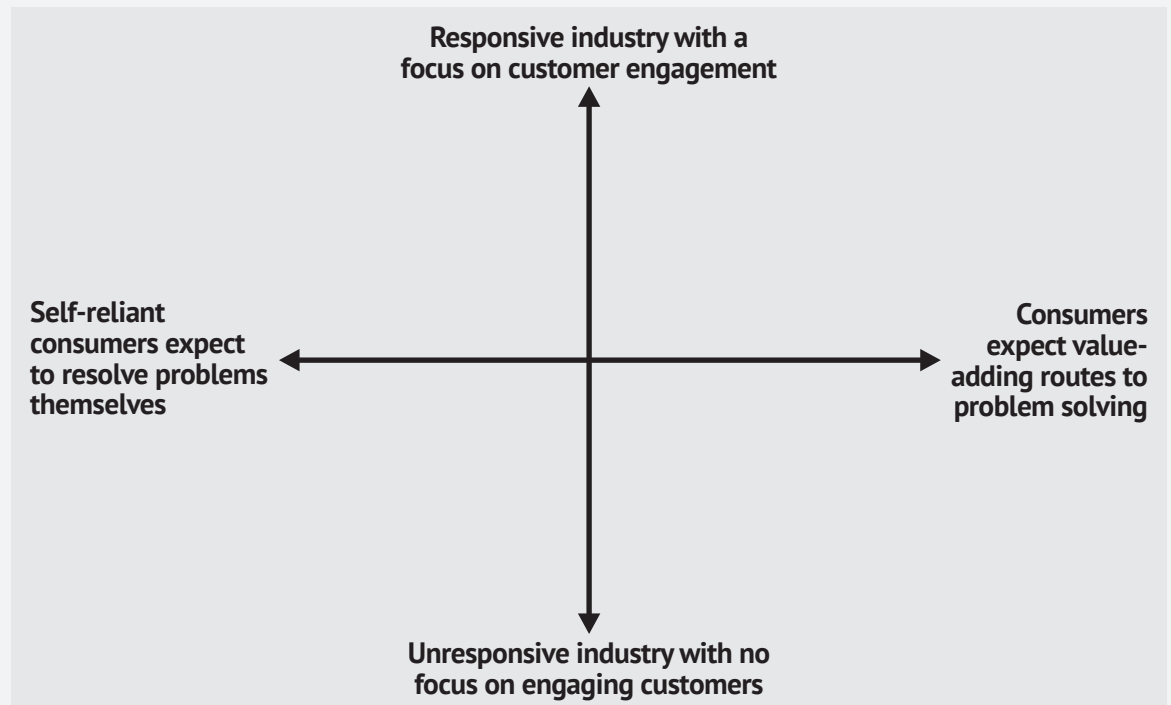 Responsive industry with a
focus on customer engagement
Self-reliant
consumers expect
to resolve problems
themselves
Consumers
expect value-
adding routes to
problem solving
Unresponsive industry with no
focus on engaging customers